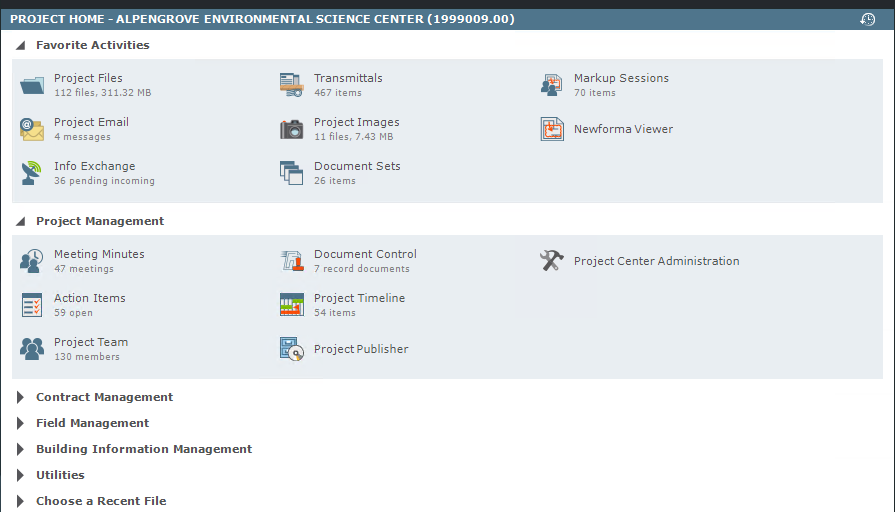 PROJECT HOME - ALPENGROVE ENVIRONMENTAL SCIENCE CENTER (1999009.00)
Favorite Activities
Project Files
112 files, 311.32 MB
Transmittals
467 items
Markup Sessions
70 items
Project Email
4 messages
Project Images
11 files, 7.43 MB
Newforma Viewer
Info Exchange
36 pending incoming
Document Sets
26 items
Project Management
Meeting Minutes
47 meetings
Document Control
7 record documents
Project Center Administration
Action Items
59 open
Project Timeline
54 items
Project Team
130 members
Project Publisher
Contract Management
Field Management
Building Information Management
Utilities
Choose a Recent File